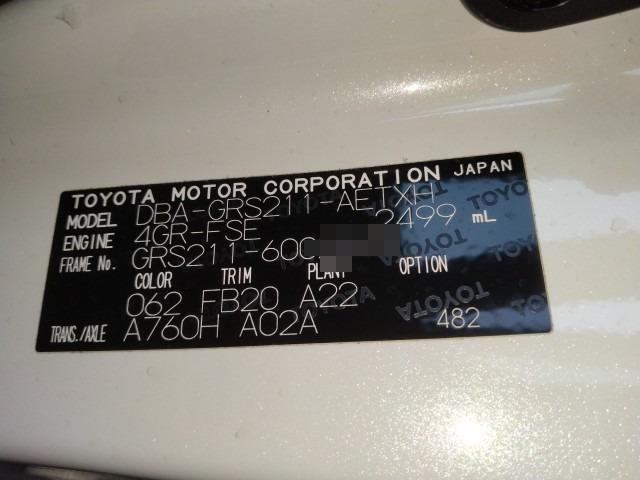 TOYOTA MOTOR CORPORATION JAPAN
MODEL DBA-GRS211-AETXH
ENGINE 4GR-FSE 2499 mL
FRAME No. GRS211-600
COLOR TRIM PLANT OPTION
062 FB20 A22
TRANS./AXLE A760H A02A 482